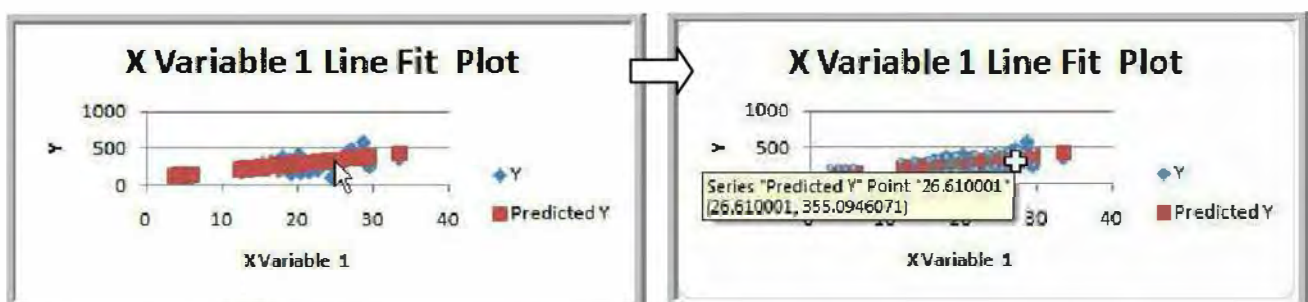 X Variable 1 Line Fit Plot
1000
500
0
Y
0 10 20 30 40
X Variable 1
Y
Predicted Y
X Variable 1 Line Fit Plot
1000
500
Y
Series "Predicted Y" Point "26.610001"
(26.610001, 355.0946071)
30 40
X Variable 1
Y
Predicted Y